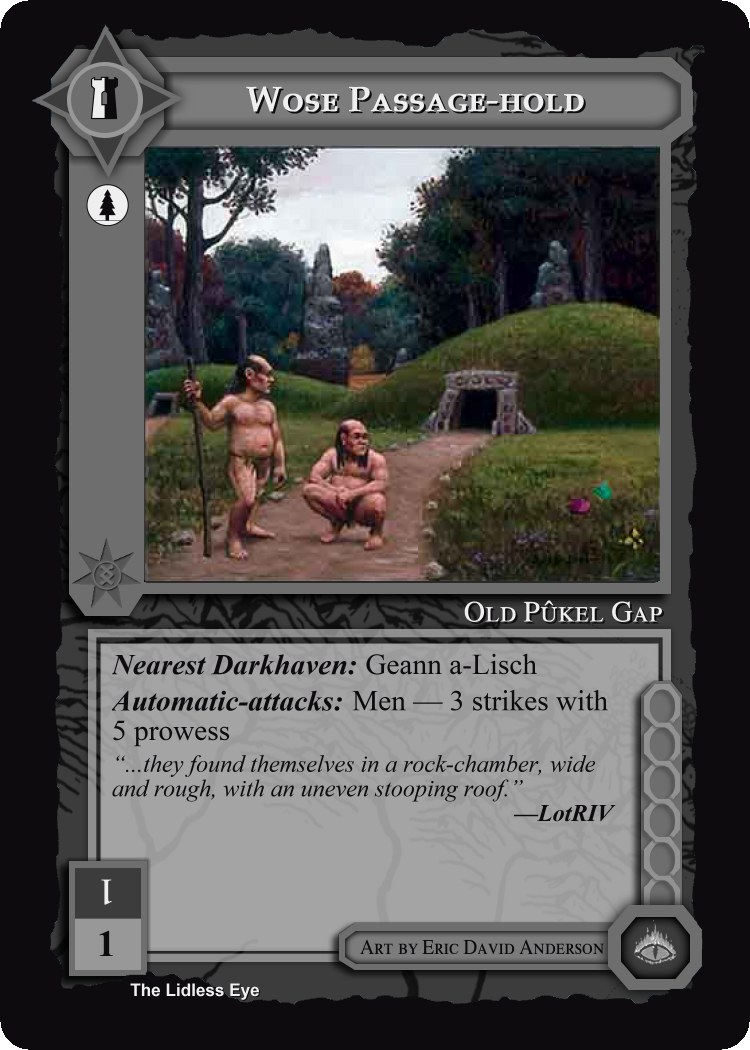 Wose Passage-hold
Old Pûkel Gap
Nearest Darkhaven: Geann a-Lisch
Automatic-attacks: Men — 3 strikes with
5 prowess
“...they found themselves in a rock-chamber, wide
and rough, with an uneven stooping roof.”
—LotRIV
1
1
Art by Eric David Anderson
The Lidless Eye